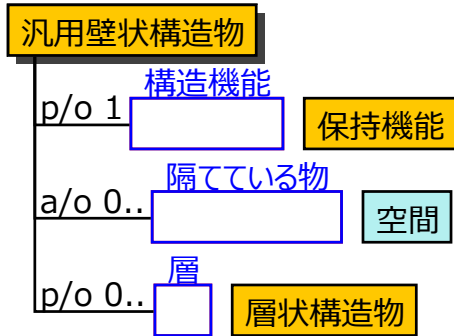 汎用壁状構造物
構造機能
p/o 1
保持機能
隔てている物
a/o 0..
空間
層
p/o 0..
層状構造物